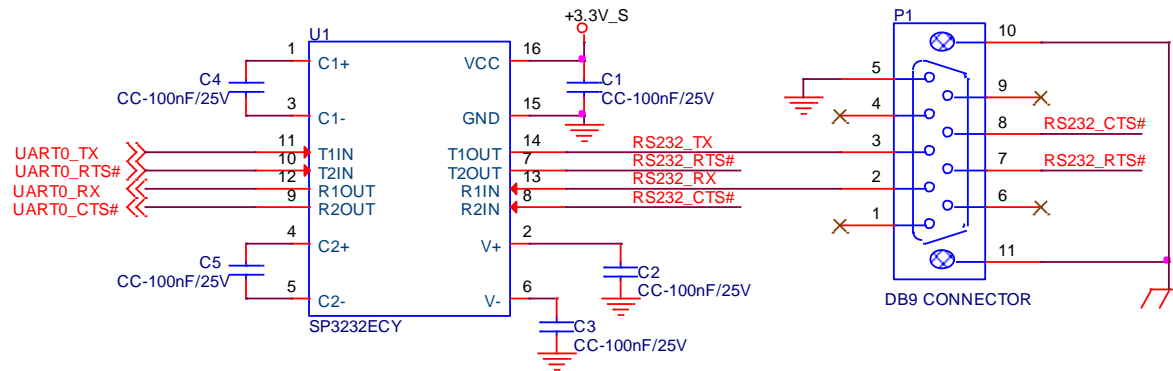 +3.3V_S
U1
P1
1
C1+
VCC
16
10
C4
CC-100nF/25V
C1
CC-100nF/25V
5
9
3
C1-
GND
15
4
8
RS232_CTS#
UART0_TX
11
T1IN
T1OUT
14
RS232_TX
3
UART0_RTS#
10
T2IN
T2OUT
7
RS232_RTS#
7
RS232_RTS#
UART0_RX
12
R1OUT
R1IN
13
RS232_RX
2
UART0_CTS#
9
R2OUT
R2IN
8
RS232_CTS#
6
1
4
C2+
V+
2
11
C5
CC-100nF/25V
C2
CC-100nF/25V
5
C2-
V-
6
DB9 CONNECTOR
SP3232ECY
C3
CC-100nF/25V